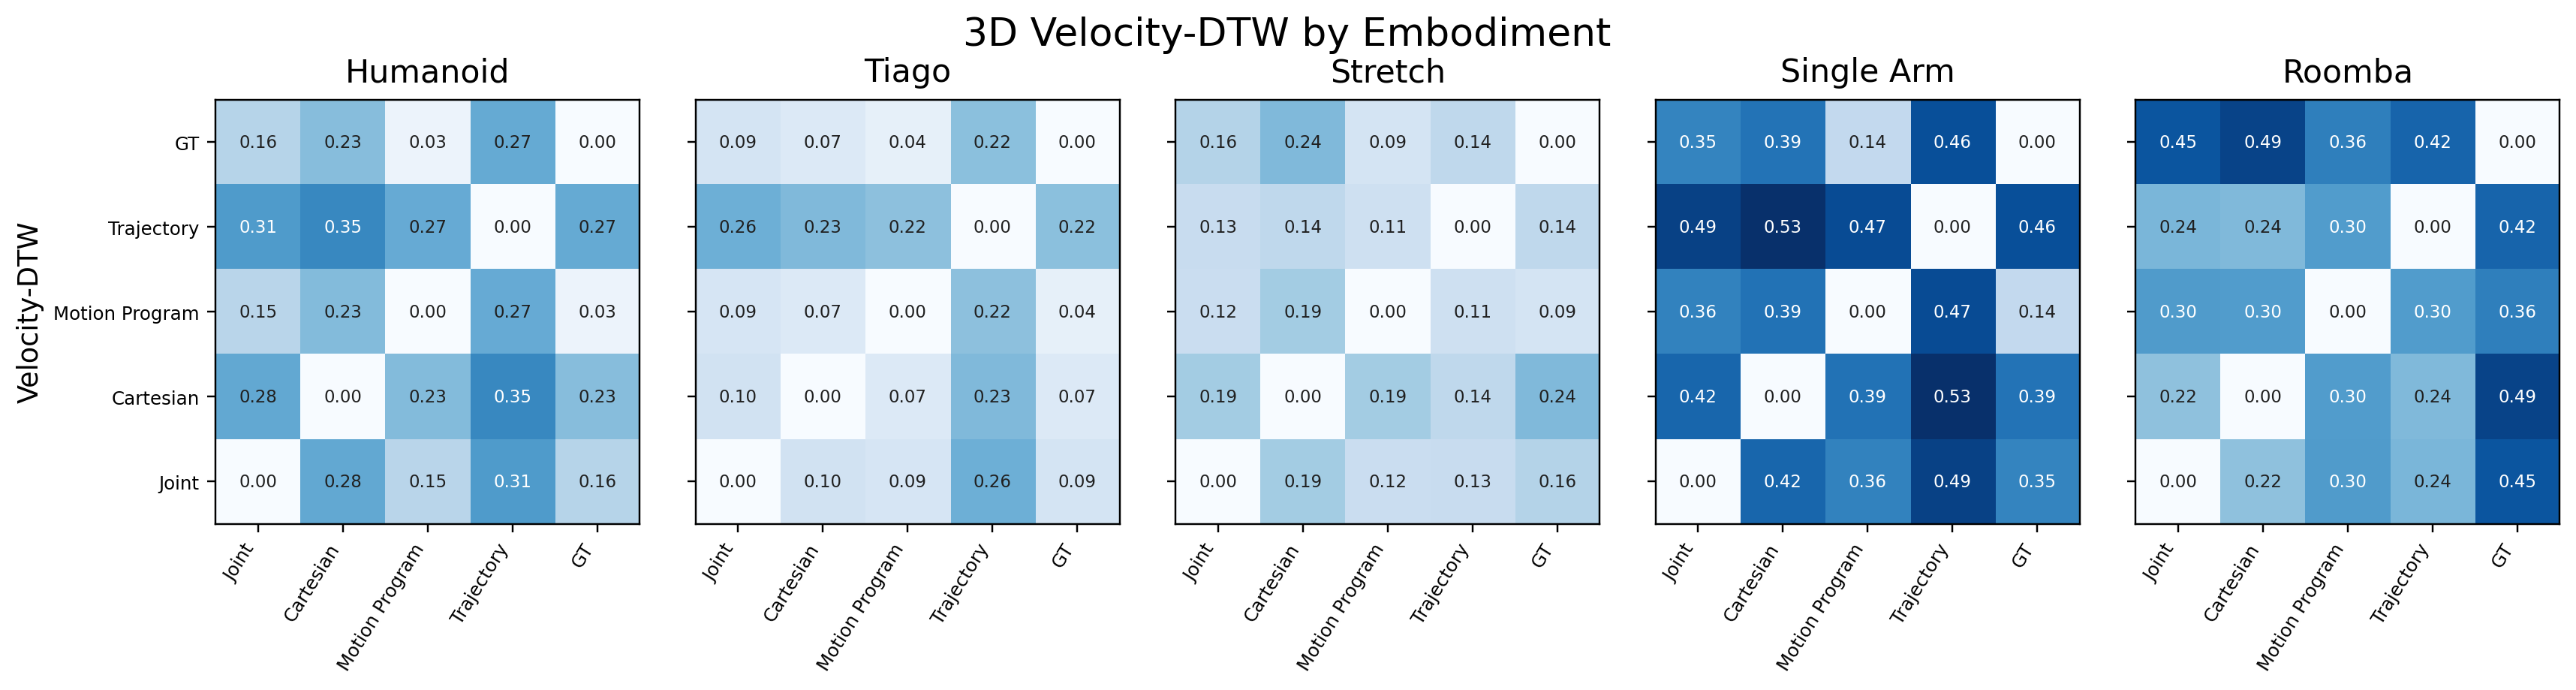 3D Velocity-DTW by Embodiment
Humanoid Tiago Stretch Single Arm Roomba
Velocity-DTW
GT 0.16 0.23 0.03 0.27 0.00 0.09 0.07 0.04 0.22 0.00 0.16 0.24 0.09 0.14 0.00 0.35 0.39 0.14 0.46 0.00 0.45 0.49 0.36 0.42 0.00
Trajectory 0.31 0.35 0.27 0.00 0.27 0.26 0.23 0.22 0.00 0.22 0.13 0.14 0.11 0.00 0.14 0.49 0.53 0.47 0.00 0.46 0.24 0.24 0.30 0.00 0.42
Motion Program 0.15 0.23 0.00 0.27 0.03 0.09 0.07 0.00 0.22 0.04 0.12 0.19 0.00 0.11 0.09 0.36 0.39 0.00 0.47 0.14 0.30 0.30 0.00 0.30 0.36
Cartesian 0.28 0.00 0.23 0.35 0.23 0.10 0.00 0.07 0.23 0.07 0.19 0.00 0.19 0.14 0.24 0.42 0.00 0.39 0.53 0.39 0.22 0.00 0.30 0.24 0.49
Joint 0.00 0.28 0.15 0.31 0.16 0.00 0.10 0.09 0.26 0.09 0.00 0.19 0.12 0.13 0.16 0.00 0.42 0.36 0.49 0.35 0.00 0.22 0.30 0.24 0.45
Joint Cartesian Motion Program Trajectory GT Joint Cartesian Motion Program Trajectory GT Joint Cartesian Motion Program Trajectory GT Joint Cartesian Motion Program Trajectory GT Joint Cartesian Motion Program Trajectory GT